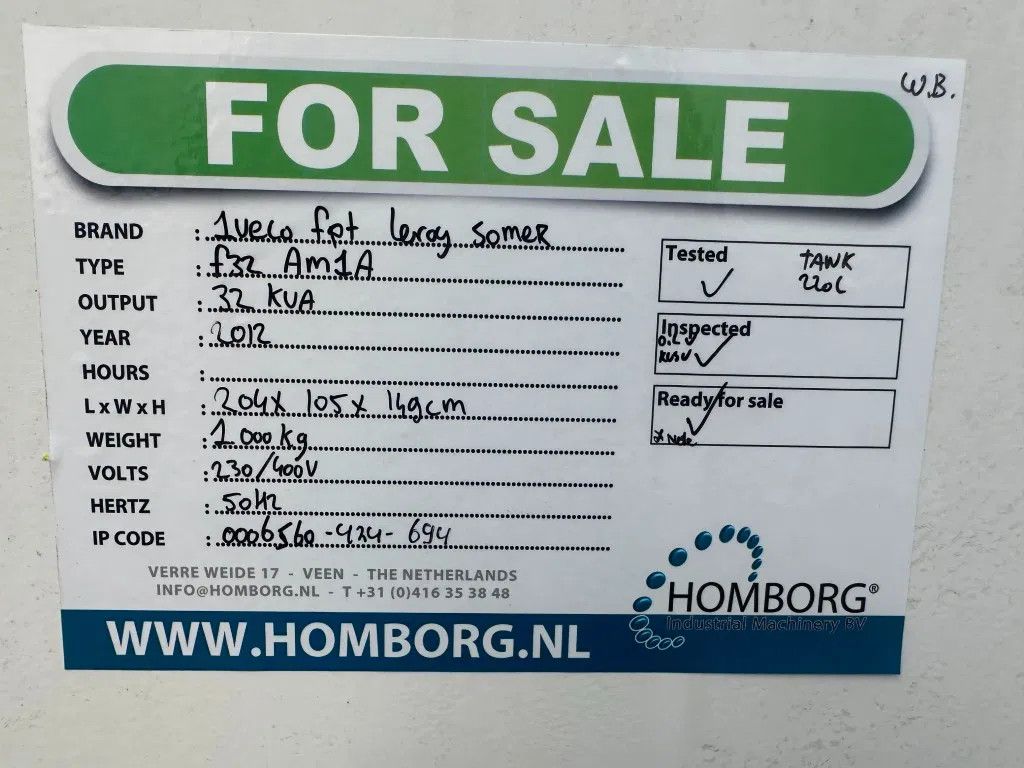 W.B.
FOR SALE
BRAND : Iveco fpt Leroy Somer
TYPE : f32 Am1A
OUTPUT : 32 KVA
YEAR : 2012
HOURS :
L x W x H : 204x 105x 149cm
WEIGHT : 1.000 kg
VOLTS : 230/400V
HERTZ : 50Hz
IP CODE : 0006560-424-694
Tested TANK
220L
Inspected
Ready for sale
VERRE WEIDE 17 - VEEN - THE NETHERLANDS
INFO@HOMBORG.NL - T +31 (0)416 35 38 48
HOMBORG®
Industrial Machinery BV
WWW.HOMBORG.NL